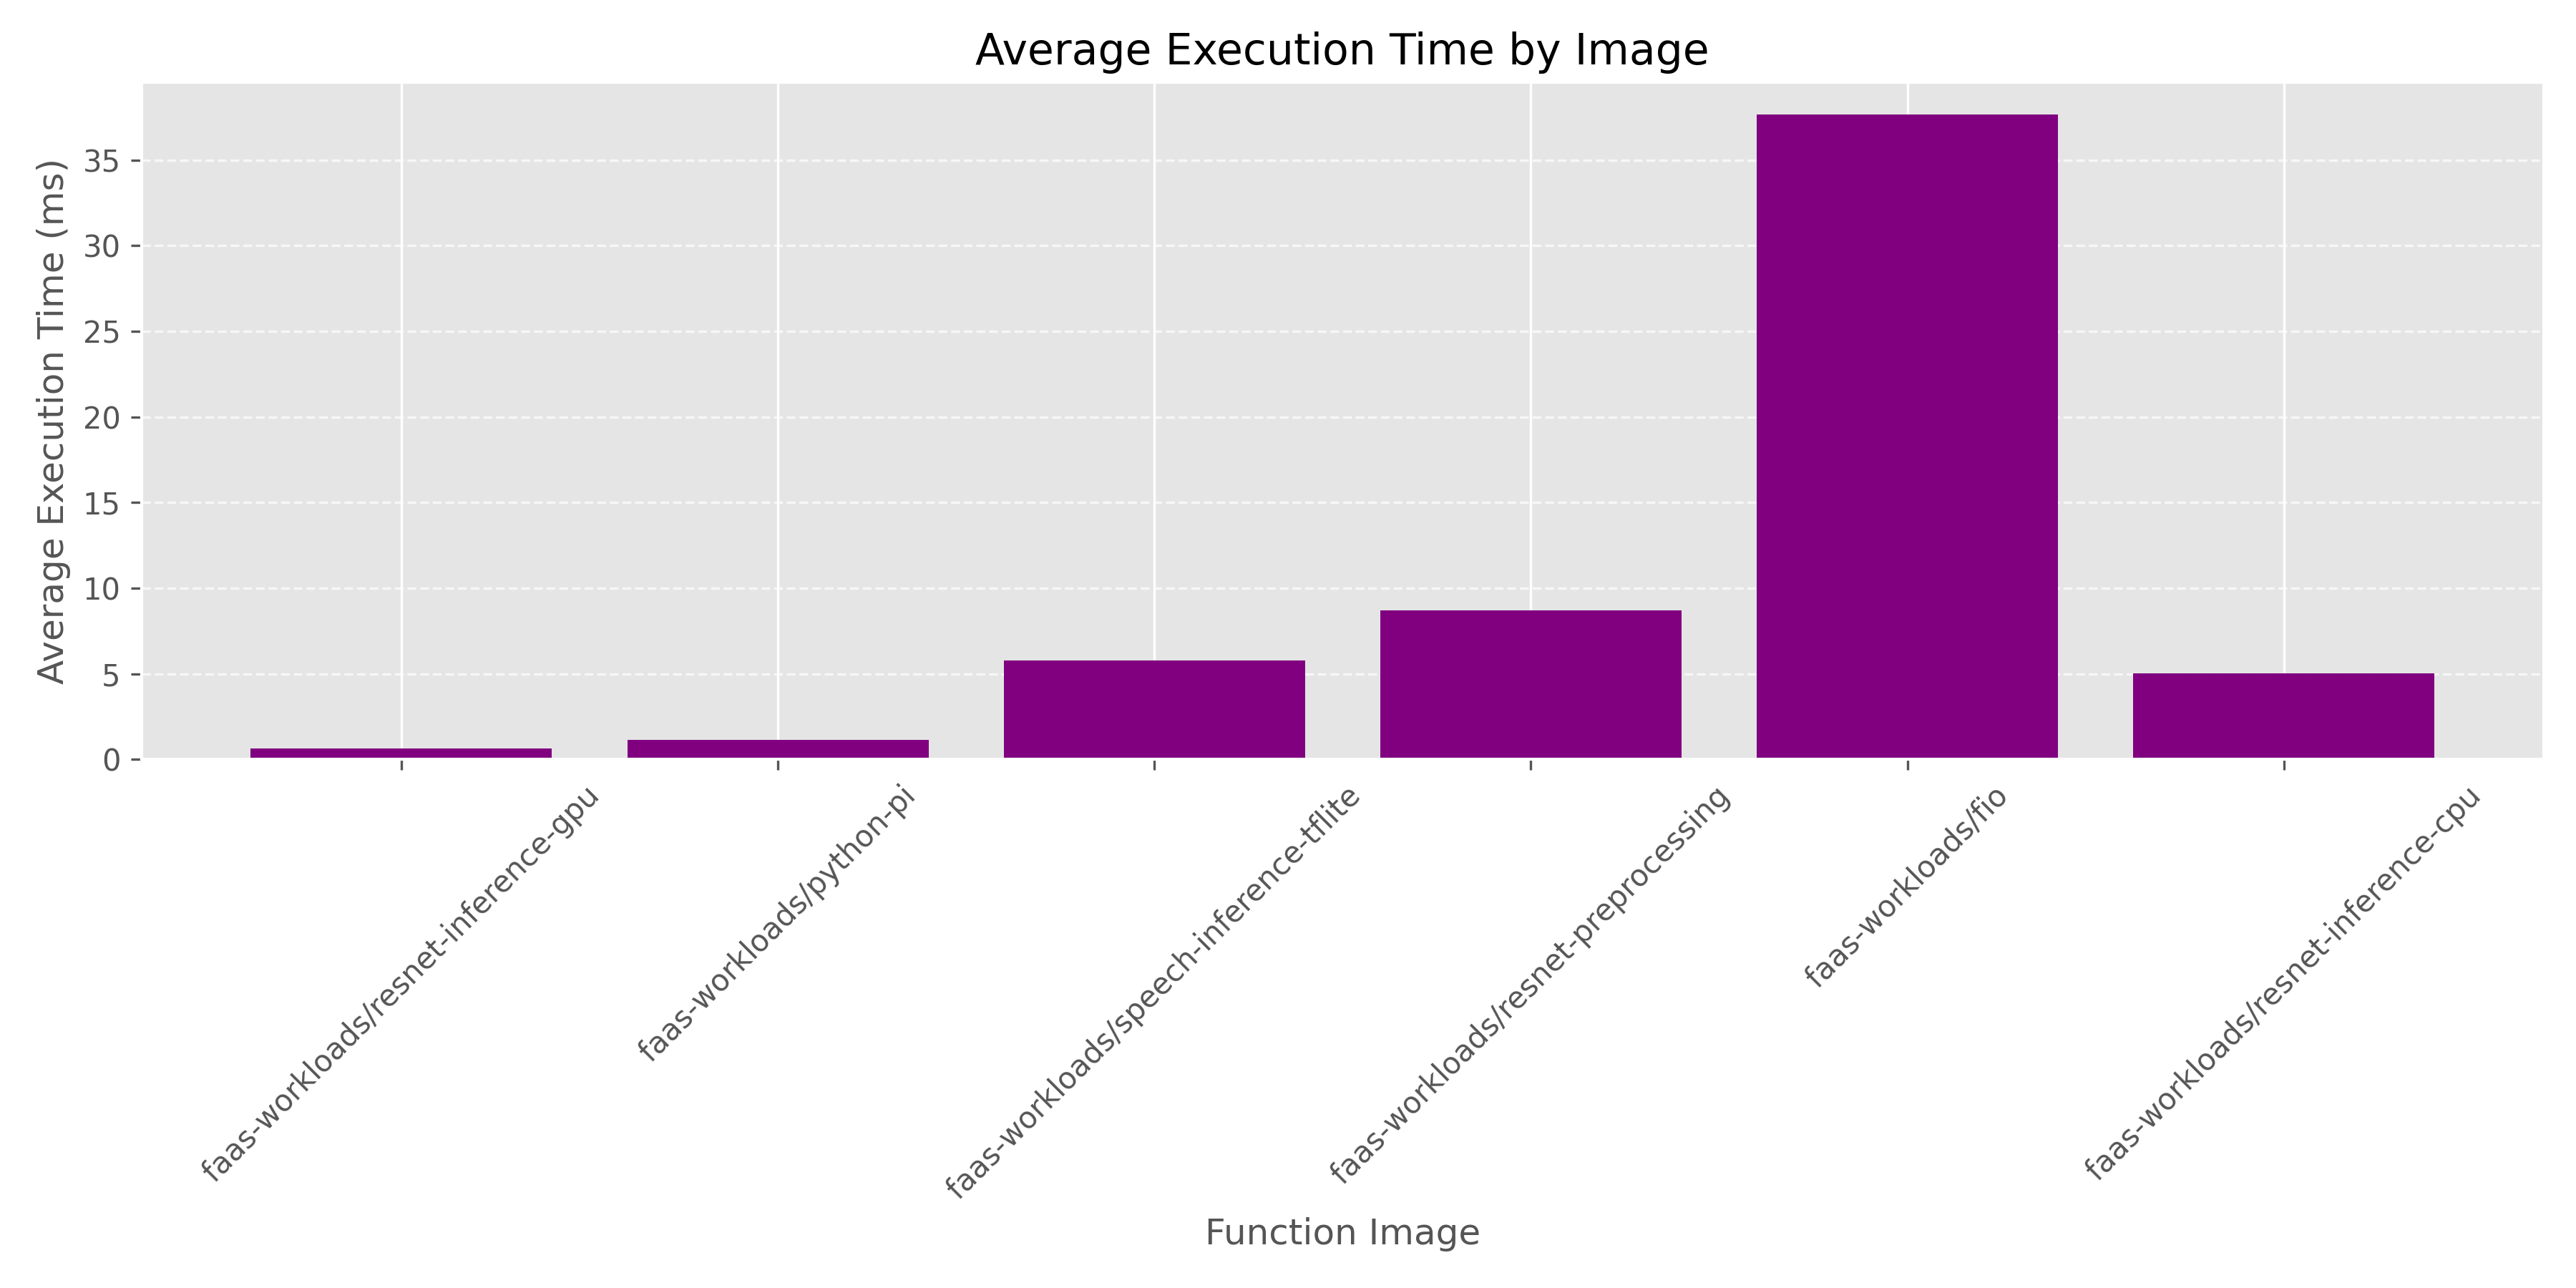 Average Execution Time by Image
Average Execution Time (ms)
35
30
25
20
15
10
5
0
faas-workloads/resnet-inference-gpu
faas-workloads/python-pi
faas-workloads/speech-inference-tflite
faas-workloads/resnet-preprocessing
faas-workloads/fio
faas-workloads/resnet-inference-cpu
Function Image